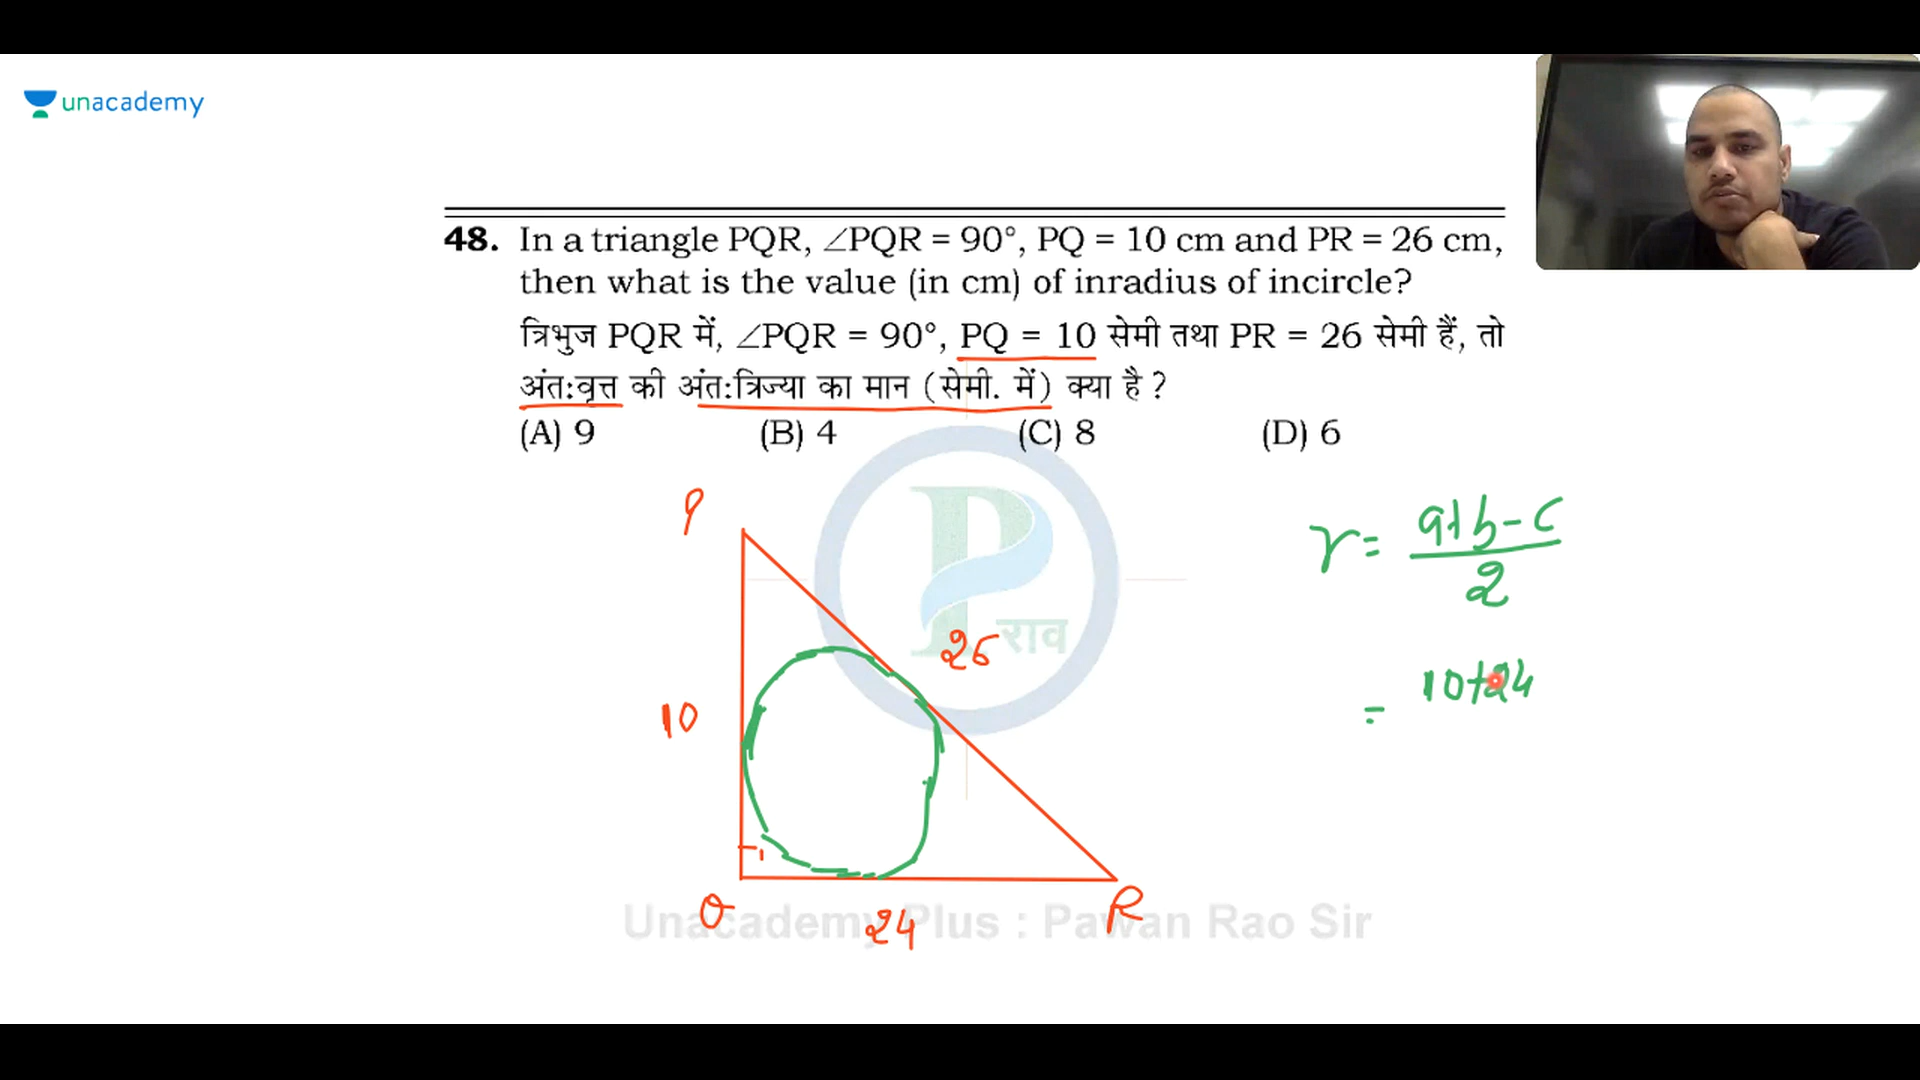 unacademy
48. In a triangle PQR, ∠PQR = 90°, PQ = 10 cm and PR = 26 cm,
then what is the value (in cm) of inradius of incircle?
त्रिभुज PQR में, ∠PQR = 90°, PQ = 10 सेमी तथा PR = 26 सेमी हैं, तो
अंत:वृत्त की अंत:त्रिज्या का मान (सेमी. में) क्या है ?
(A) 9 (B) 4 (C) 8 (D) 6
P
r = a+b-c
2
राव
26
10+24
=
10
Q
R
24
Unacademy Plus : Pawan Rao Sir